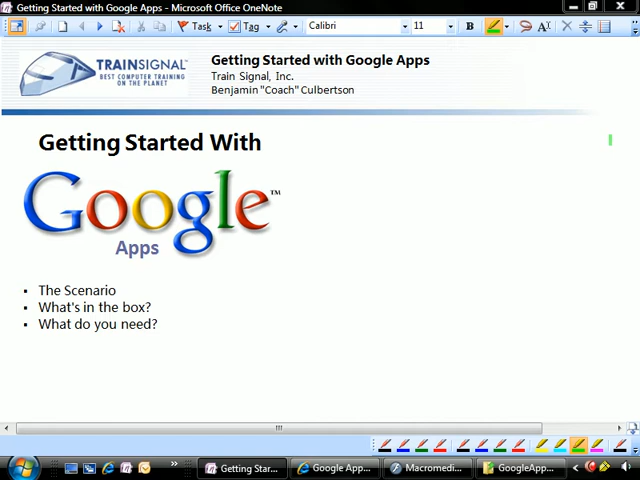 Getting Started with Google Apps - Microsoft Office OneNote
Task
Tag
Calibri
11
B
A
TRAINSIGNAL
BEST COMPUTER TRAINING
ON THE PLANET
Getting Started with Google Apps
Train Signal, Inc.
Benjamin "Coach" Culbertson
Getting Started With
Google™
Apps
▪ The Scenario
▪ What's in the box?
▪ What do you need?
Getting Star...
Google App...
Macromedi...
GoogleApp...